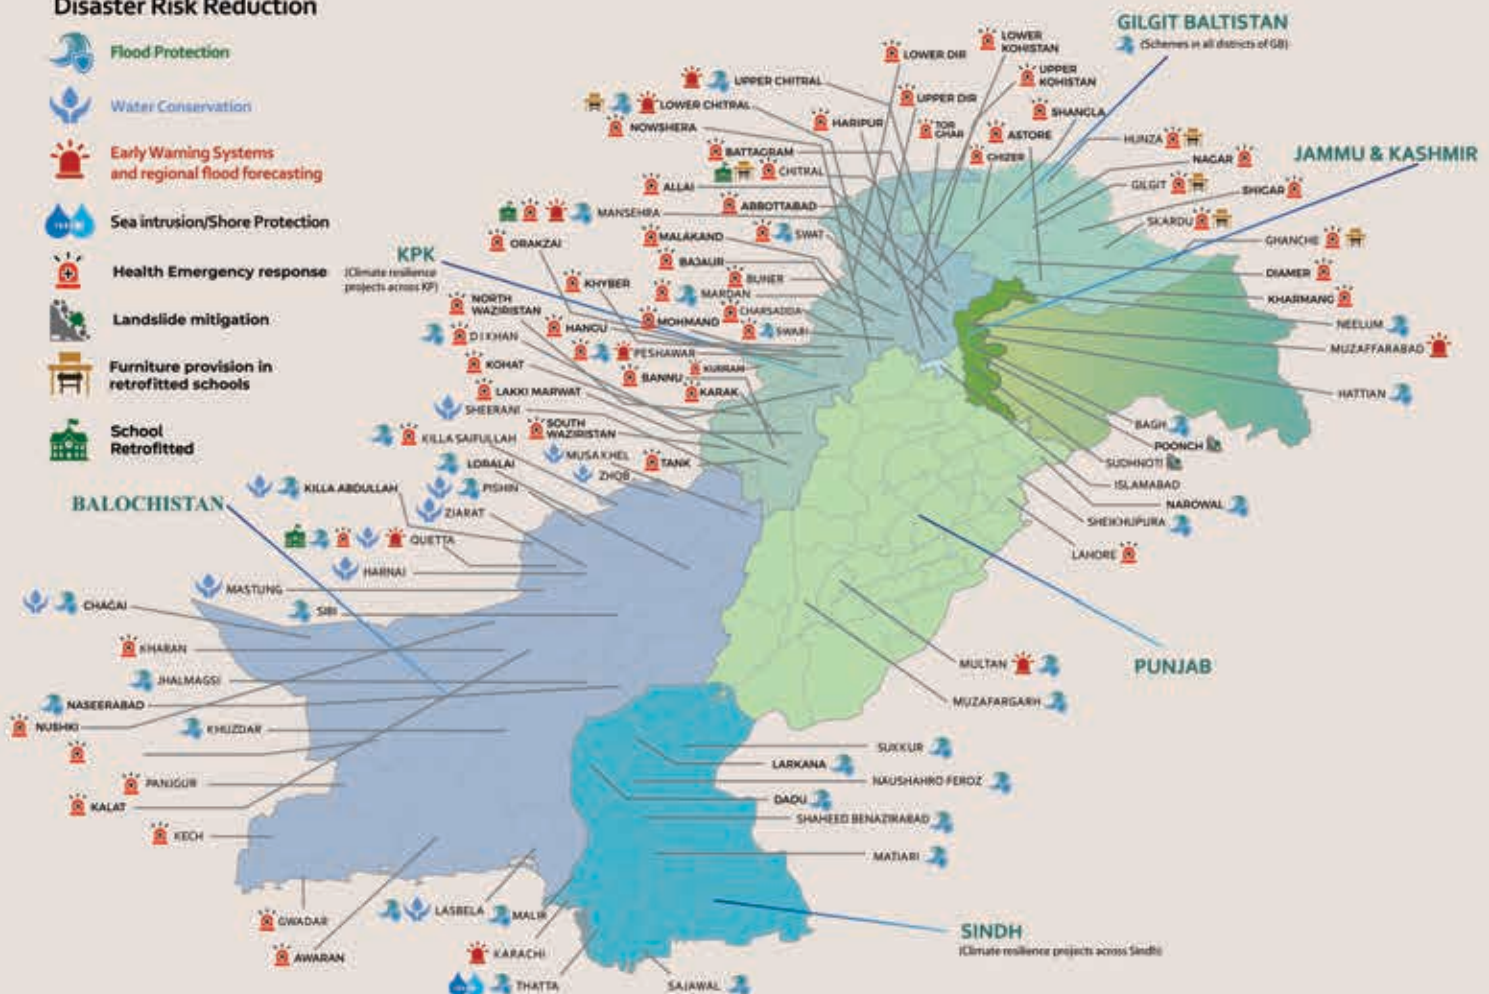 Disaster Risk Reduction
Flood Protection
Water Conservation
Early Warning Systems
and regional flood forecasting
Sea intrusion/Shore Protection
Health Emergency response
Landslide mitigation
Furniture provision in
retrofitted schools
School
Retrofitted
GILGIT BALTISTAN
(Schemes in all districts of GB)
JAMMU & KASHMIR
KPK
(Climate resilience
projects across KP)
BALOCHISTAN
PUNJAB
SINDH
(Climate resilience projects across Sindh)
LOWER DIR
LOWER
KOHISTAN
UPPER
KOHISTAN
UPPER CHITRAL
UPPER DIR
SHANGLA
LOWER CHITRAL
HARIPUR
TOR
GHAR
ASTORE
NOWSHERA
BATTAGRAM
CHIZER
CHITRAL
ALLAI
ABBOTTABAD
MANSEHRA
MALAKAND
SWAT
ORAKZAI
BAJAUR
BUNER
KHYBER
MARDAN
NORTH
WAZIRISTAN
CHARSADDA
HANGU
MOHMAND
SWABI
D I KHAN
PESHAWAR
KOHAT
KURRAM
BANNU
LAKKI MARWAT
KARAK
SHEERANI
SOUTH
WAZIRISTAN
KILLA SAIFULLAH
MUSAKHEL
TANK
LORALAI
ZHOB
KILLA ABDULLAH
PISHIN
ZIARAT
QUETTA
HARNAI
MASTUNG
CHAGAI
SIBI
KHARAN
JHALMAGSI
NASEERABAD
NUSHKI
KHUZDAR
PANJGUR
KALAT
KECH
GWADAR
AWARAN
LASBELA
MALIR
KARACHI
THATTA
SAJAWAL
HUNZA
NAGAR
GILGIT
SHIGAR
SKARDU
GHANCHE
DIAMER
KHARMANG
NEELUM
MUZAFFARABAD
HATTIAN
BAGH
POONCH
SUDHNOTI
ISLAMABAD
NAROWAL
SHEIKHUPURA
LAHORE
MULTAN
MUZAFARGARH
SUKKUR
LARKANA
NAUSHAHRO FEROZ
DADU
SHAHEED BENAZIRABAD
MATIARI